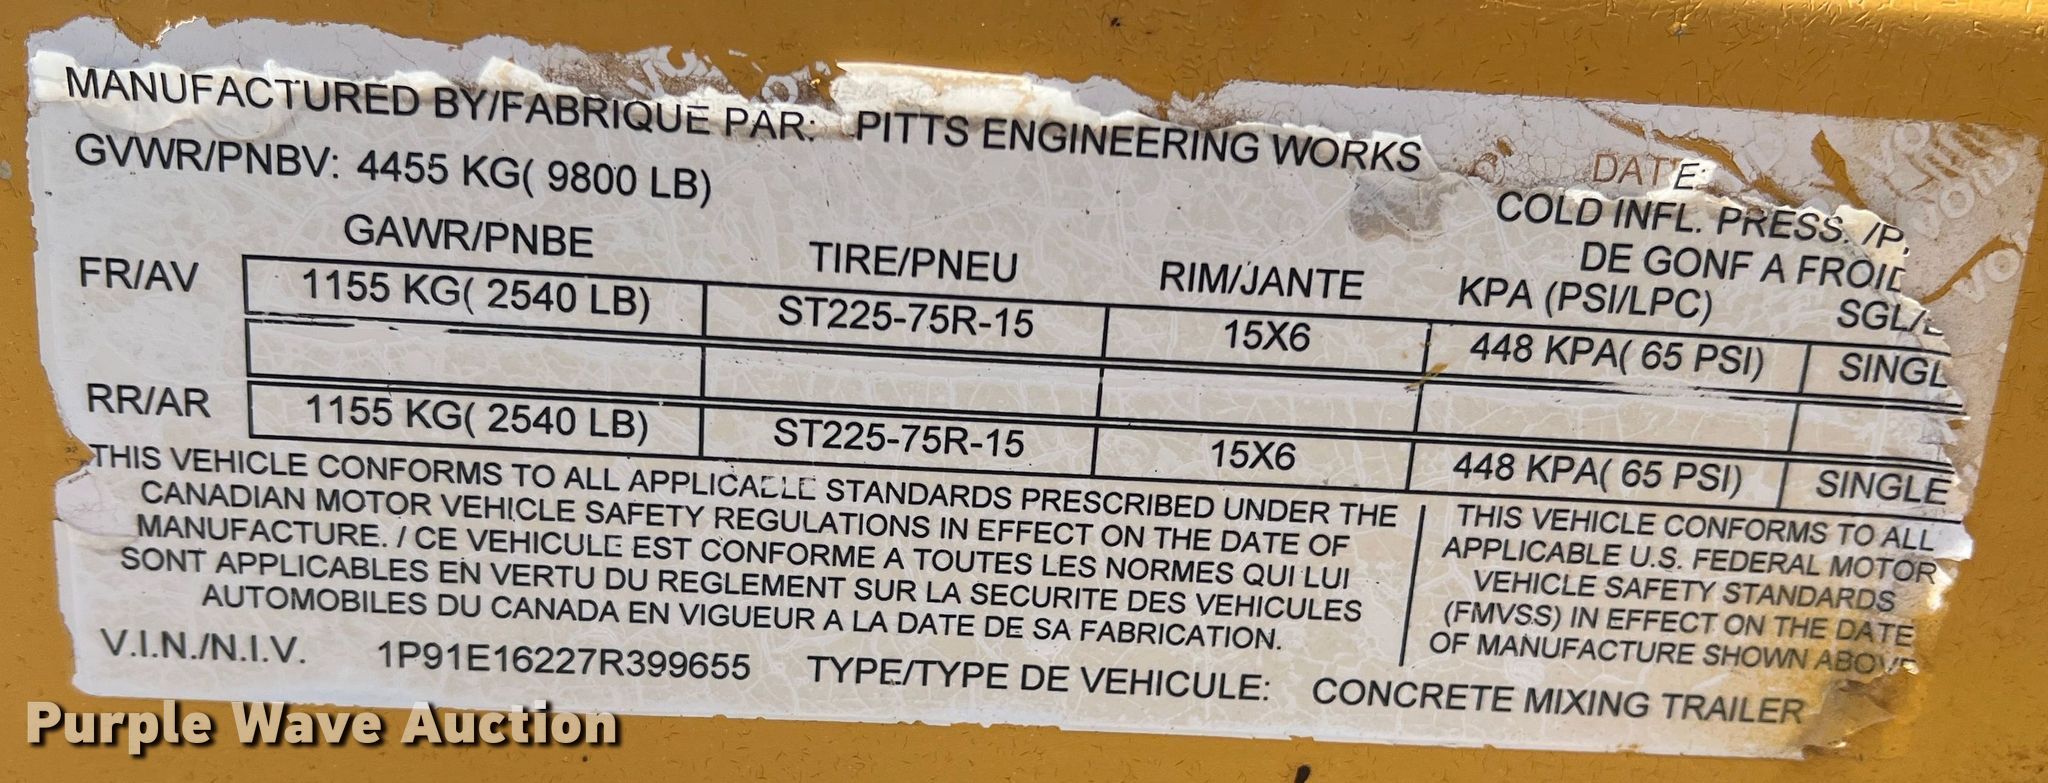 MANUFACTURED BY/FABRIQUE PAR: PITTS ENGINEERING WORKS
DATE:
GVWR/PNBV: 4455 KG( 9800 LB)
COLD INFL. PRESS. /P
DE GONF A FROID
GAWR/PNBE TIRE/PNEU RIM/JANTE KPA (PSI/LPC) SGL/
FR/AV 1155 KG( 2540 LB) ST225-75R-15 15X6 448 KPA( 65 PSI) SINGL
RR/AR 1155 KG( 2540 LB) ST225-75R-15 15X6 448 KPA( 65 PSI) SINGLE
THIS VEHICLE CONFORMS TO ALL APPLICABLE STANDARDS PRESCRIBED UNDER THE
CANADIAN MOTOR VEHICLE SAFETY REGULATIONS IN EFFECT ON THE DATE OF
MANUFACTURE. / CE VEHICULE EST CONFORME A TOUTES LES NORMES QUI LUI
SONT APPLICABLES EN VERTU DU REGLEMENT SUR LA SECURITE DES VEHICULES
AUTOMOBILES DU CANADA EN VIGUEUR A LA DATE DE SA FABRICATION.
THIS VEHICLE CONFORMS TO ALL
APPLICABLE U.S. FEDERAL MOTOR
VEHICLE SAFETY STANDARDS
(FMVSS) IN EFFECT ON THE DATE
OF MANUFACTURE SHOWN ABOVE
V.I.N./N.I.V. 1P91E16227R399655 TYPE/TYPE DE VEHICULE: CONCRETE MIXING TRAILER
Purple Wave Auction